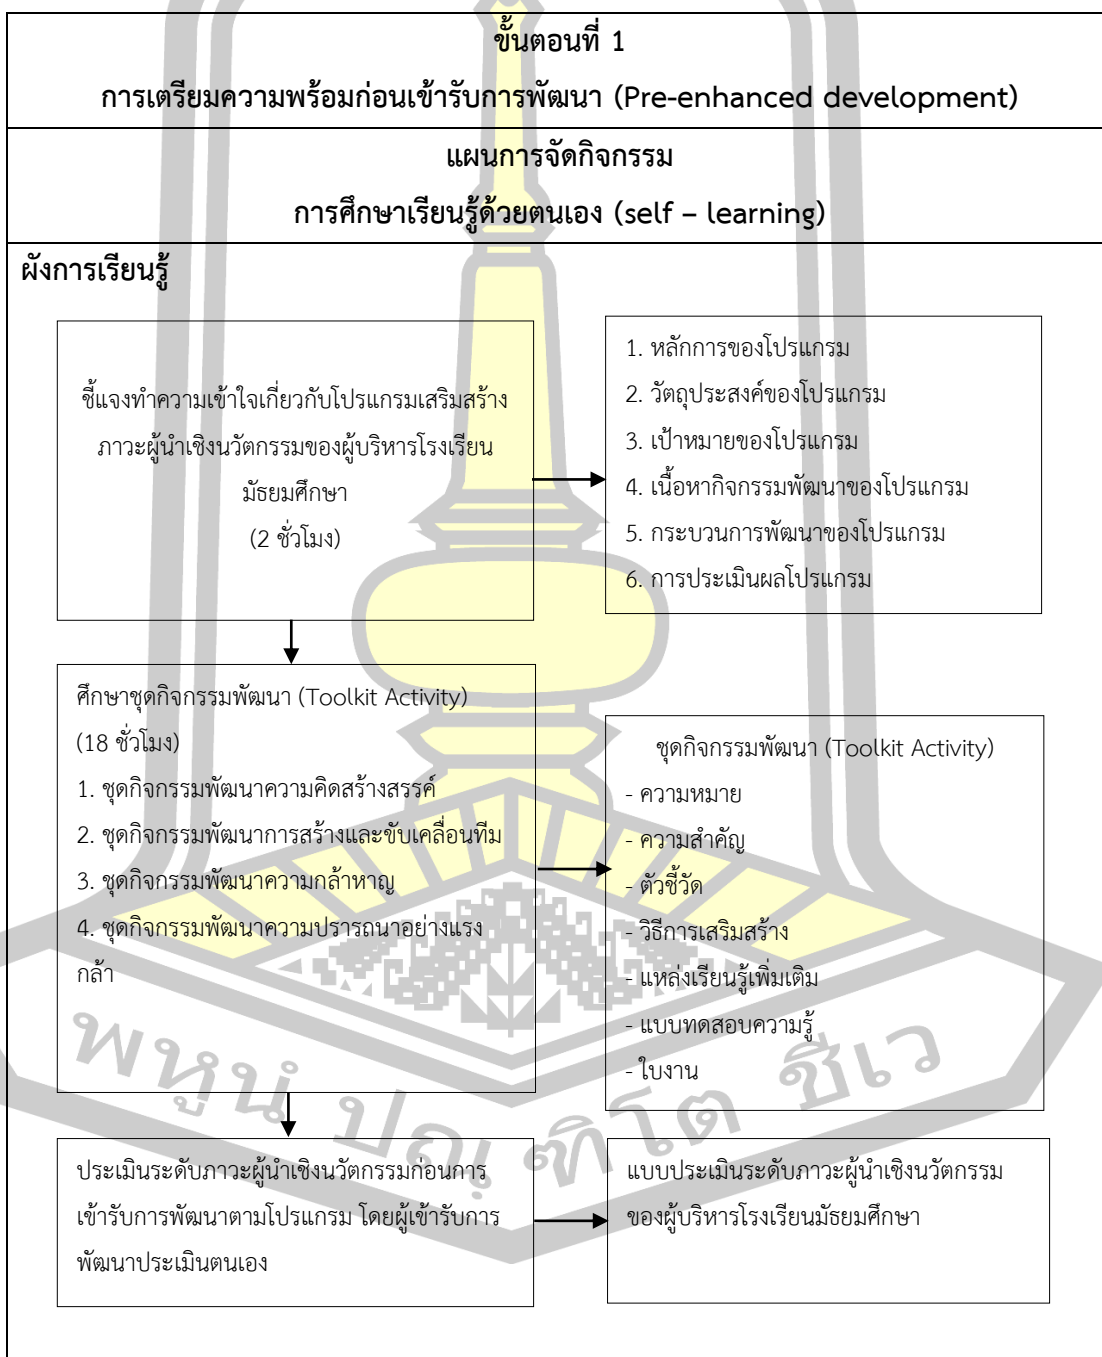 ขั้นตอนที่ 1
การเตรียมความพร้อมก่อนเข้ารับการพัฒนา (Pre-enhanced development)
แผนการจัดกิจกรรม
การศึกษาเรียนรู้ด้วยตนเอง (self – learning)
ผังการเรียนรู้
ชี้แจงทำความเข้าใจเกี่ยวกับโปรแกรมเสริมสร้าง
ภาวะผู้นำเชิงนวัตกรรมของผู้บริหารโรงเรียน
มัธยมศึกษา
(2 ชั่วโมง)
1. หลักการของโปรแกรม
2. วัตถุประสงค์ของโปรแกรม
3. เป้าหมายของโปรแกรม
4. เนื้อหากิจกรรมพัฒนาของโปรแกรม
5. กระบวนการพัฒนาของโปรแกรม
6. การประเมินผลโปรแกรม
ศึกษาชุดกิจกรรมพัฒนา (Toolkit Activity)
(18 ชั่วโมง)
1. ชุดกิจกรรมพัฒนาความคิดสร้างสรรค์
2. ชุดกิจกรรมพัฒนาการสร้างและขับเคลื่อนทีม
3. ชุดกิจกรรมพัฒนาความกล้าหาญ
4. ชุดกิจกรรมพัฒนาความปรารถนาอย่างแรง
กล้า
ชุดกิจกรรมพัฒนา (Toolkit Activity)
- ความหมาย
- ความสำคัญ
- ตัวชี้วัด
- วิธีการเสริมสร้าง
- แหล่งเรียนรู้เพิ่มเติม
- แบบทดสอบความรู้
- ใบงาน
ประเมินระดับภาวะผู้นำเชิงนวัตกรรมก่อนการ
เข้ารับการพัฒนาตามโปรแกรม โดยผู้เข้ารับการ
พัฒนาประเมินตนเอง
แบบประเมินระดับภาวะผู้นำเชิงนวัตกรรม
ของผู้บริหารโรงเรียนมัธยมศึกษา
พหูนํ ปณฺฑิโต ชีเว